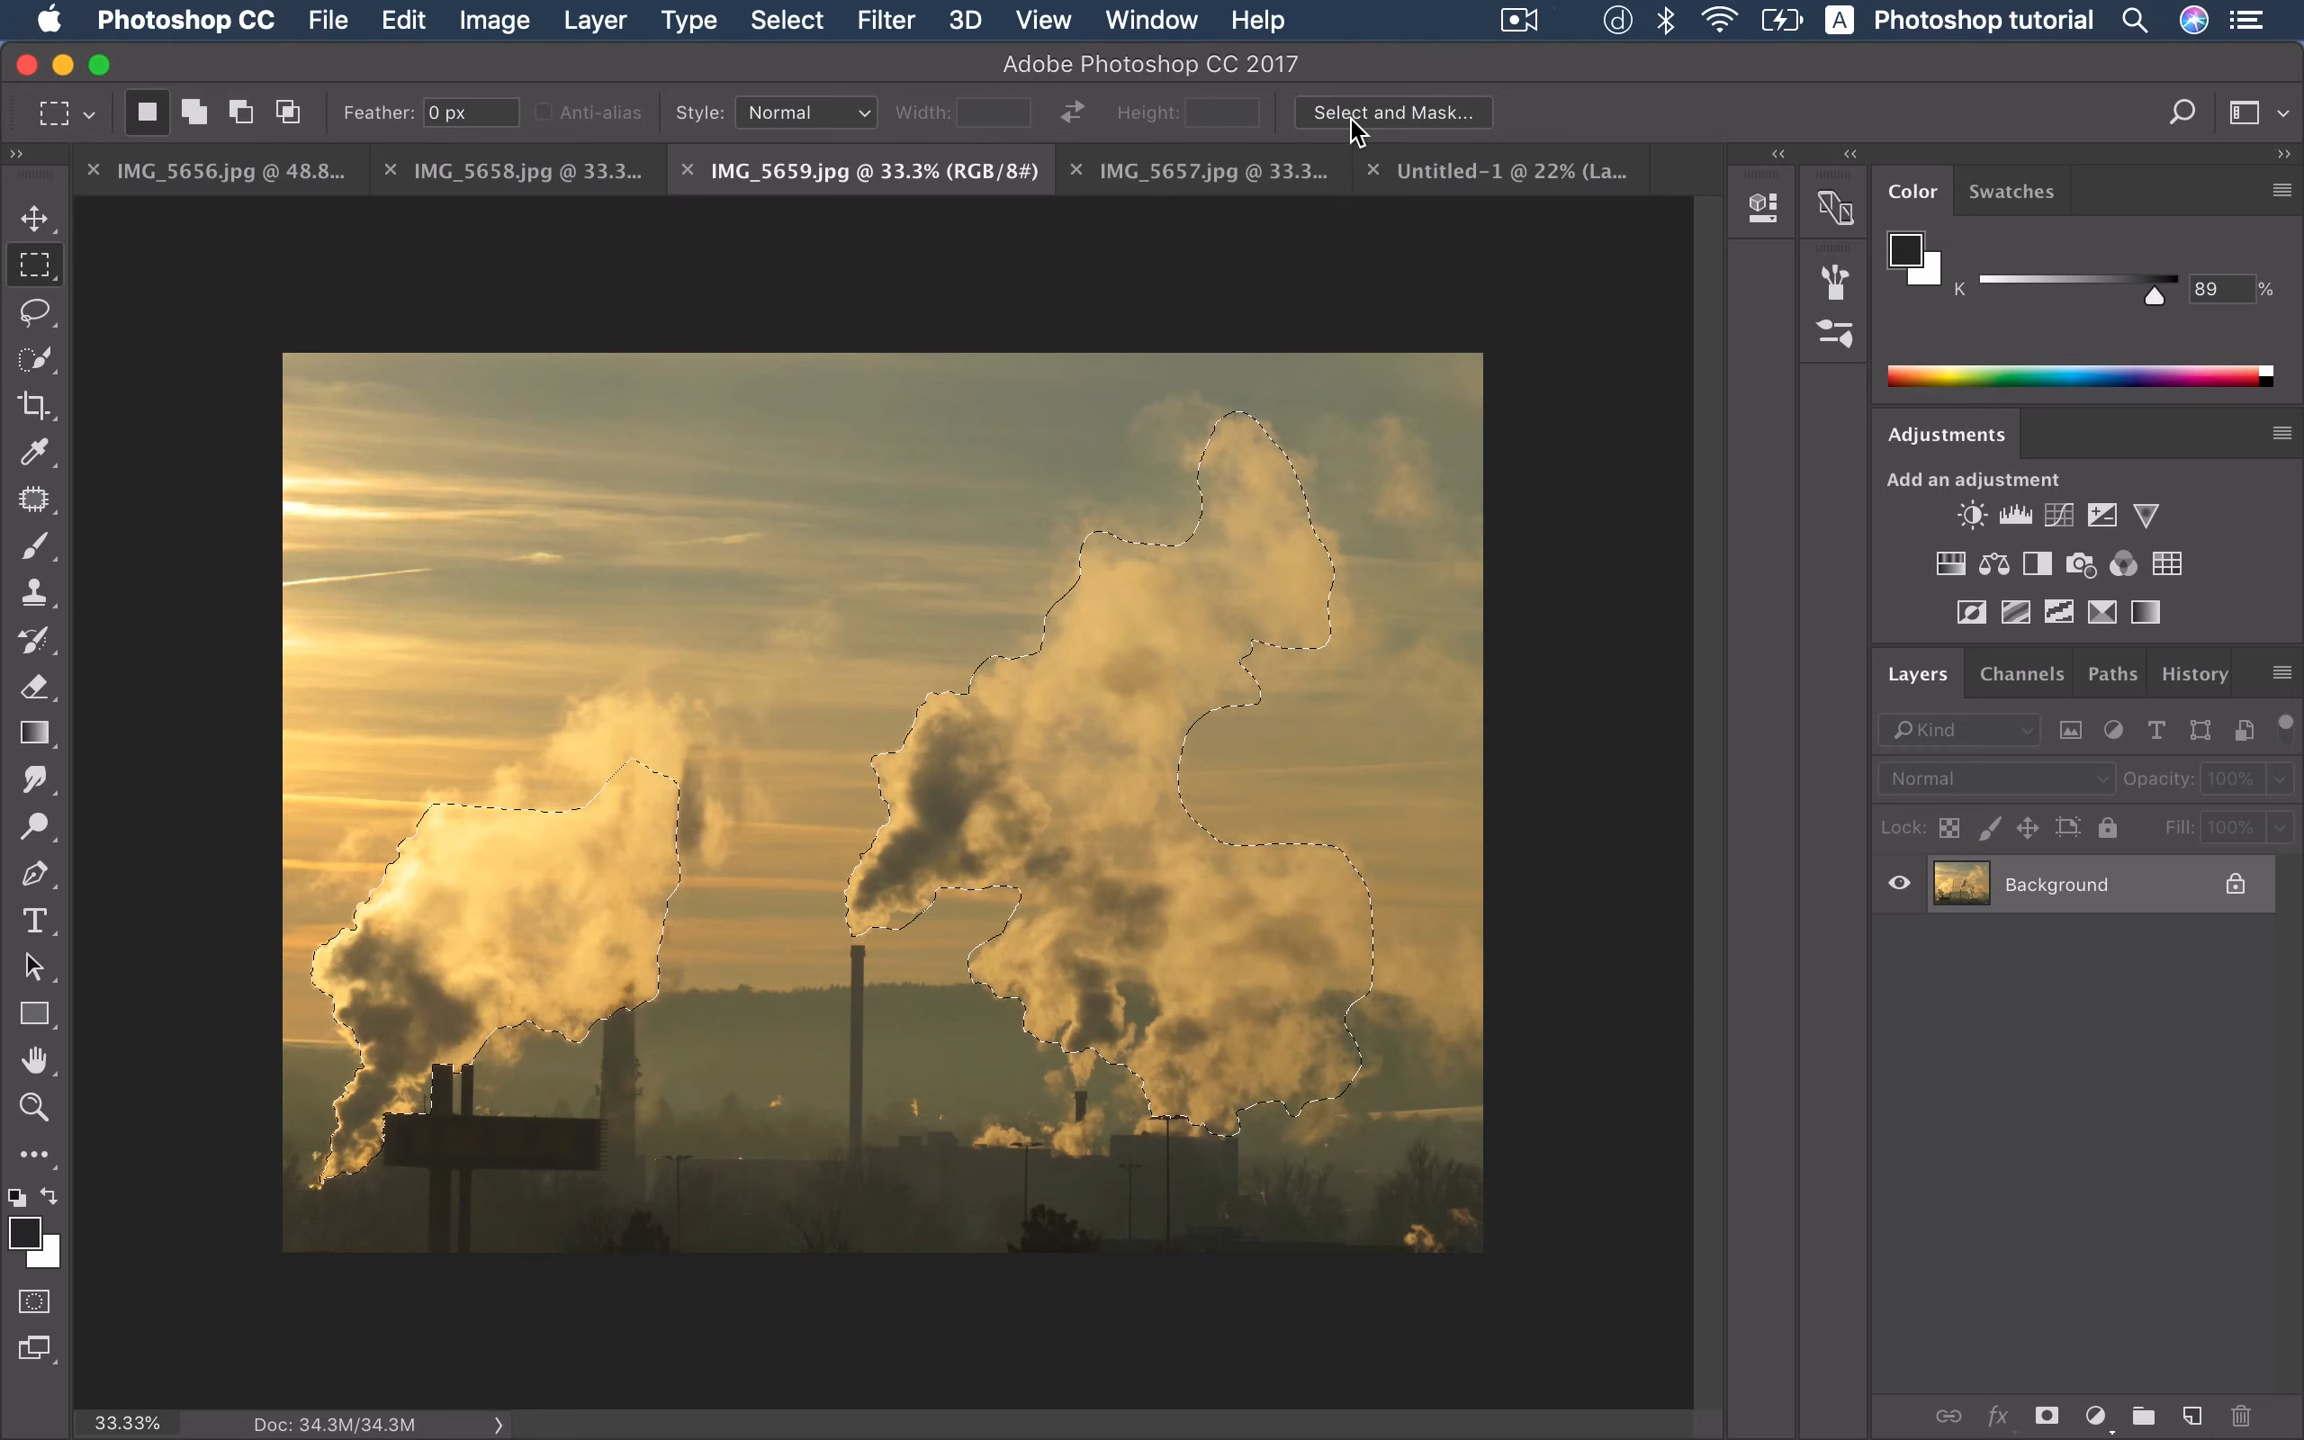 Photoshop CC File Edit Image Layer Type Select Filter 3D View Window Help A Photoshop tutorial
Adobe Photoshop CC 2017
Feather: 0 px Anti-alias Style: Normal Width: Height: Select and Mask...
IMG_5656.jpg @ 48.8... IMG_5658.jpg @ 33.3... IMG_5659.jpg @ 33.3% (RGB/8#) IMG_5657.jpg @ 33.3... Untitled-1 @ 22% (La...
Color Swatches
K 89 %
Adjustments
Add an adjustment
Layers Channels Paths History
Kind
Normal Opacity: 100%
Lock: Fill: 100%
Background
33.33% Doc: 34.3M/34.3M